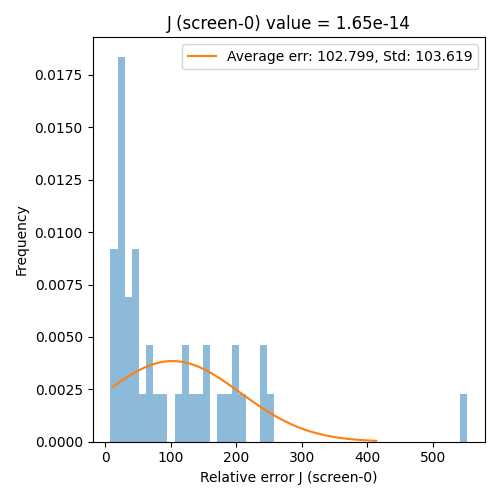 J (screen-0) value = 1.65e-14
Average err: 102.799, Std: 103.619
0.0175
0.0150
0.0125
0.0100
0.0075
0.0050
0.0025
0.0000
Frequency
0 100 200 300 400 500
Relative error J (screen-0)